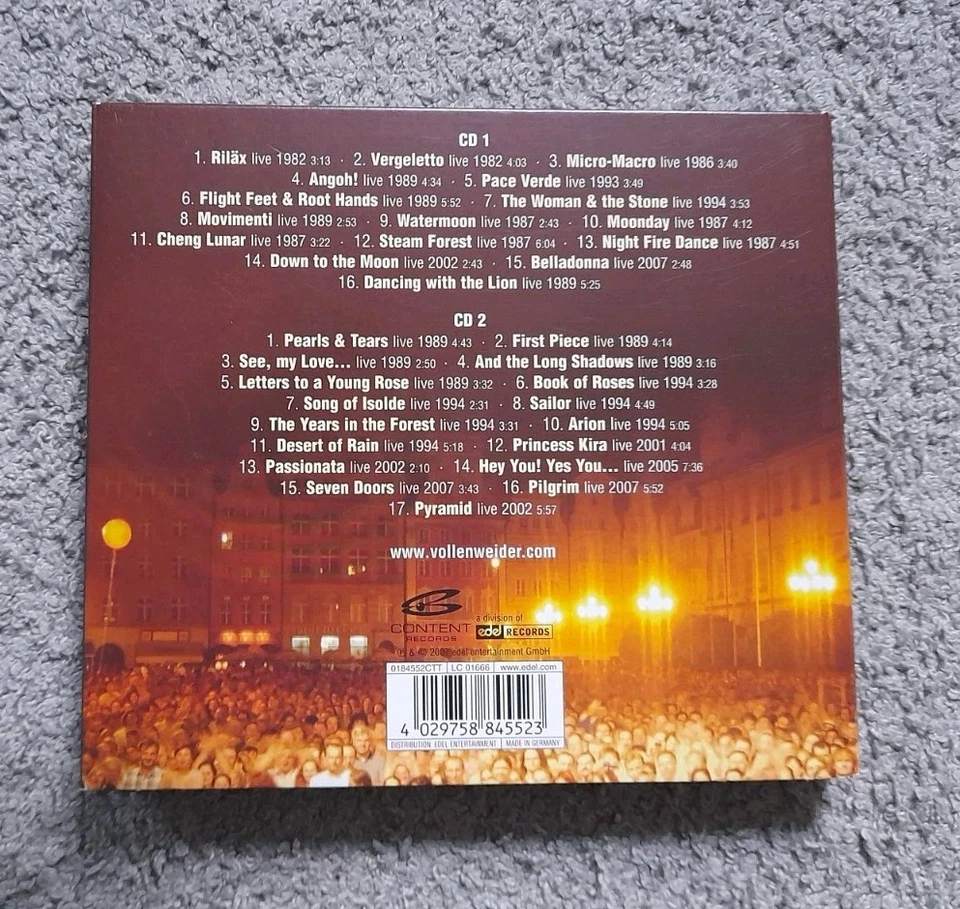 CD 1
1. Riläx live 1982 3:13 · 2. Vergeletto live 1982 4:03 · 3. Micro-Macro live 1986 3:40
4. Angoh! live 1989 4:34 · 5. Pace Verde live 1993 3:49
6. Flight Feet & Root Hands live 1989 5:52 · 7. The Woman & the Stone live 1994 3:53
8. Movimenti live 1989 2:53 · 9. Watermoon live 1987 2:43 · 10. Moonday live 1987 4:12
11. Cheng Lunar live 1987 3:22 · 12. Steam Forest live 1987 6:04 · 13. Night Fire Dance live 1987 4:51
14. Down to the Moon live 2002 2:43 · 15. Belladonna live 2007 2:48
16. Dancing with the Lion live 1989 5:25
CD 2
1. Pearls & Tears live 1989 4:43 · 2. First Piece live 1989 4:14
3. See, my Love... live 1989 2:50 · 4. And the Long Shadows live 1989 3:16
5. Letters to a Young Rose live 1989 3:32 · 6. Book of Roses live 1994 3:28
7. Song of Isolde live 1994 2:31 · 8. Sailor live 1994 4:49
9. The Years in the Forest live 1994 3:31 · 10. Arion live 1994 5:05
11. Desert of Rain live 1994 5:18 · 12. Princess Kira live 2001 4:04
13. Passionata live 2002 2:10 · 14. Hey You! Yes You... live 2005 7:36
15. Seven Doors live 2007 3:43 · 16. Pilgrim live 2007 5:52
17. Pyramid live 2002 5:57
www.vollenweider.com
CONTENT
RECORDS
a division of
edel RECORDS
℗ & © 2007 edel entertainment GmbH
0184552CTT | LC 01666 | www.edel.com
4 029758 845523
DISTRIBUTION: EDEL ENTERTAINMENT | MADE IN GERMANY